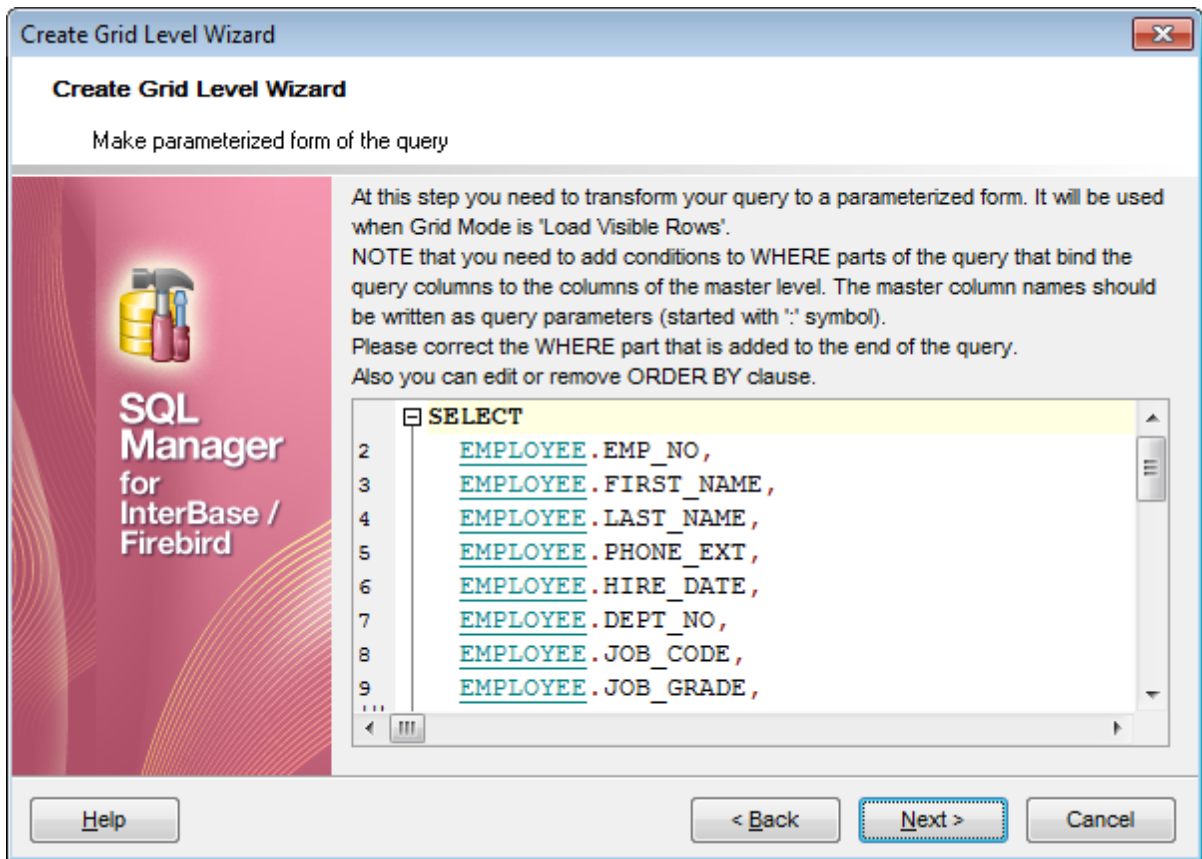 Create Grid Level Wizard
Create Grid Level Wizard
Make parameterized form of the query
At this step you need to transform your query to a parameterized form. It will be used
when Grid Mode is 'Load Visible Rows'.
NOTE that you need to add conditions to WHERE parts of the query that bind the
query columns to the columns of the master level. The master column names should
be written as query parameters (started with ':' symbol).
Please correct the WHERE part that is added to the end of the query.
Also you can edit or remove ORDER BY clause.
SQL
Manager
for
InterBase /
Firebird
SELECT
2 EMPLOYEE.EMP_NO,
3 EMPLOYEE.FIRST_NAME,
4 EMPLOYEE.LAST_NAME,
5 EMPLOYEE.PHONE_EXT,
6 EMPLOYEE.HIRE_DATE,
7 EMPLOYEE.DEPT_NO,
8 EMPLOYEE.JOB_CODE,
9 EMPLOYEE.JOB_GRADE,
Help
< Back
Next >
Cancel